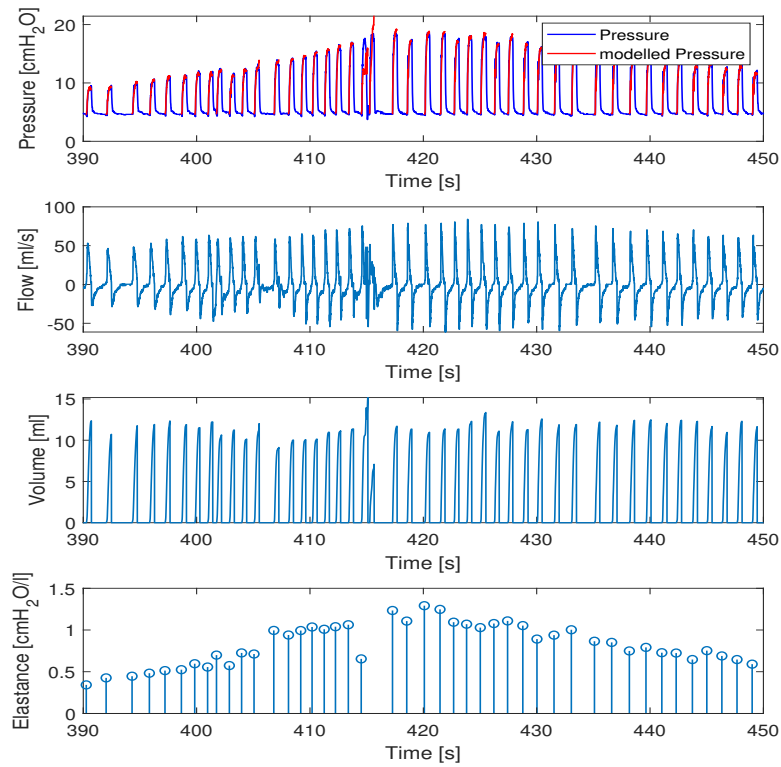 Pressure [cmH₂O]
20
10
0
Pressure
modelled Pressure
390 400 410 420 430 440 450
Time [s]
Flow [ml/s]
100
50
0
-50
390 400 410 420 430 440 450
Time [s]
Volume [ml]
15
10
5
0
390 400 410 420 430 440 450
Time [s]
Elastance [cmH₂O/l]
1.5
1
0.5
0
390 400 410 420 430 440 450
Time [s]